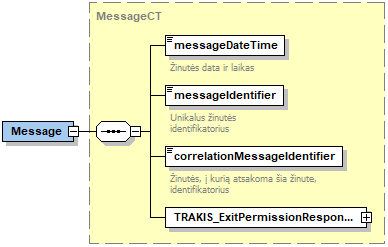 MessageCT
messageDateTime
Žinutės data ir laikas
messageIdentifier
Unikalus žinutės
identifikatorius
Message
correlationMessageIdentifier
Žinutės, į kurią atsakoma šia žinute,
identifikatorius
TRAKIS_ExitPermissionRespon...